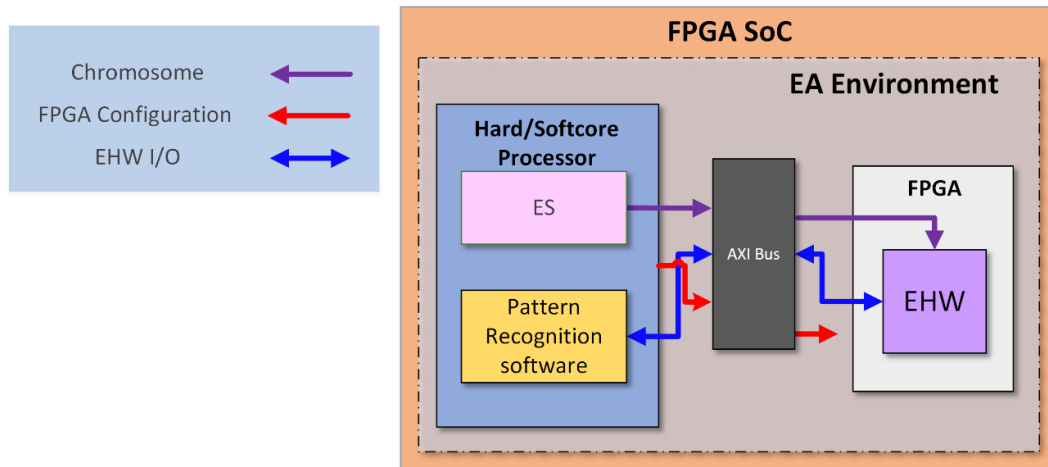 Chromosome
FPGA Configuration
EHW I/O
FPGA SoC
EA Environment
Hard/Softcore
Processor
ES
Pattern
Recognition
software
AXI Bus
FPGA
EHW